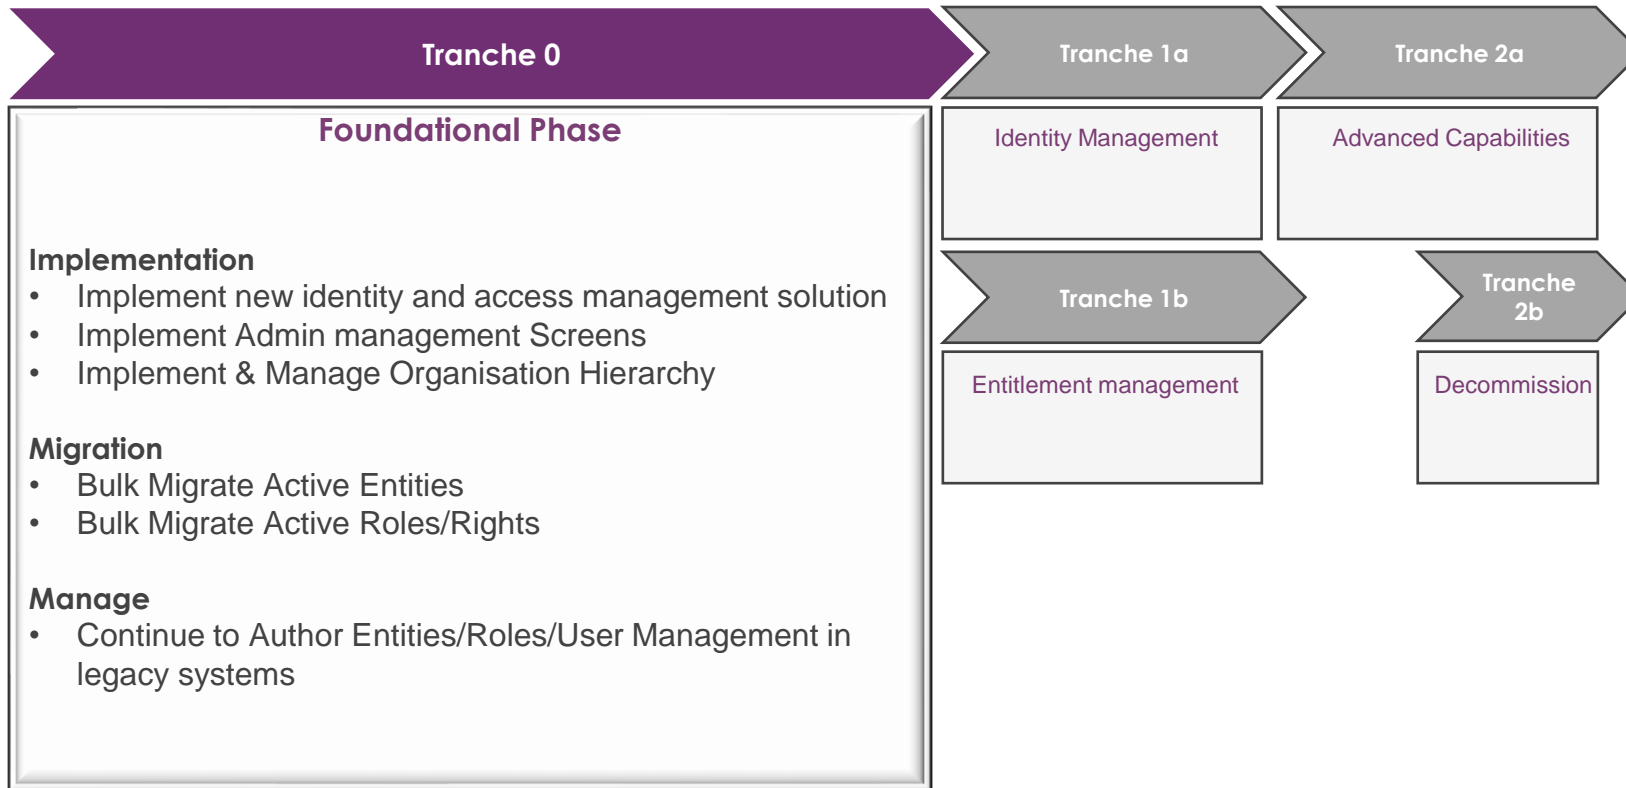 Tranche 0
Foundational Phase
Implementation
• Implement new identity and access management solution
• Implement Admin management Screens
• Implement & Manage Organisation Hierarchy
Migration
• Bulk Migrate Active Entities
• Bulk Migrate Active Roles/Rights
Manage
• Continue to Author Entities/Roles/User Management in
legacy systems
Tranche 1a
Identity Management
Tranche 2a
Advanced Capabilities
Tranche 1b
Entitlement management
Tranche
2b
Decommission